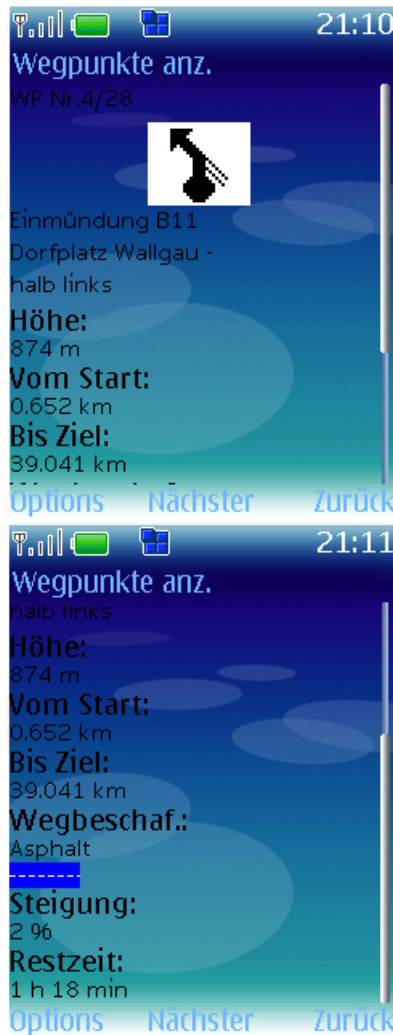 21:10
Wegpunkte anz.
WP Nr.4/28
Einmündung B11
Dorfplatz Wallgau -
halb links
Höhe:
874 m
Vom Start:
0.652 km
Bis Ziel:
39.041 km
Options Nächster Zurück
21:11
Wegpunkte anz.
halb links
Höhe:
874 m
Vom Start:
0.652 km
Bis Ziel:
39.041 km
Wegbeschaf.:
Asphalt
Steigung:
2 %
Restzeit:
1 h 18 min
Options Nächster Zurück